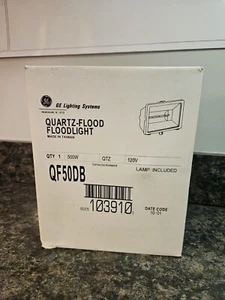 GE
GE Lighting Systems
QUARTZ-FLOOD
FLOODLIGHT
MADE IN TAIWAN
QTY 1 500W QTZ 120V
QF50DB
LAMP INCLUDED
103910
DATE CODE